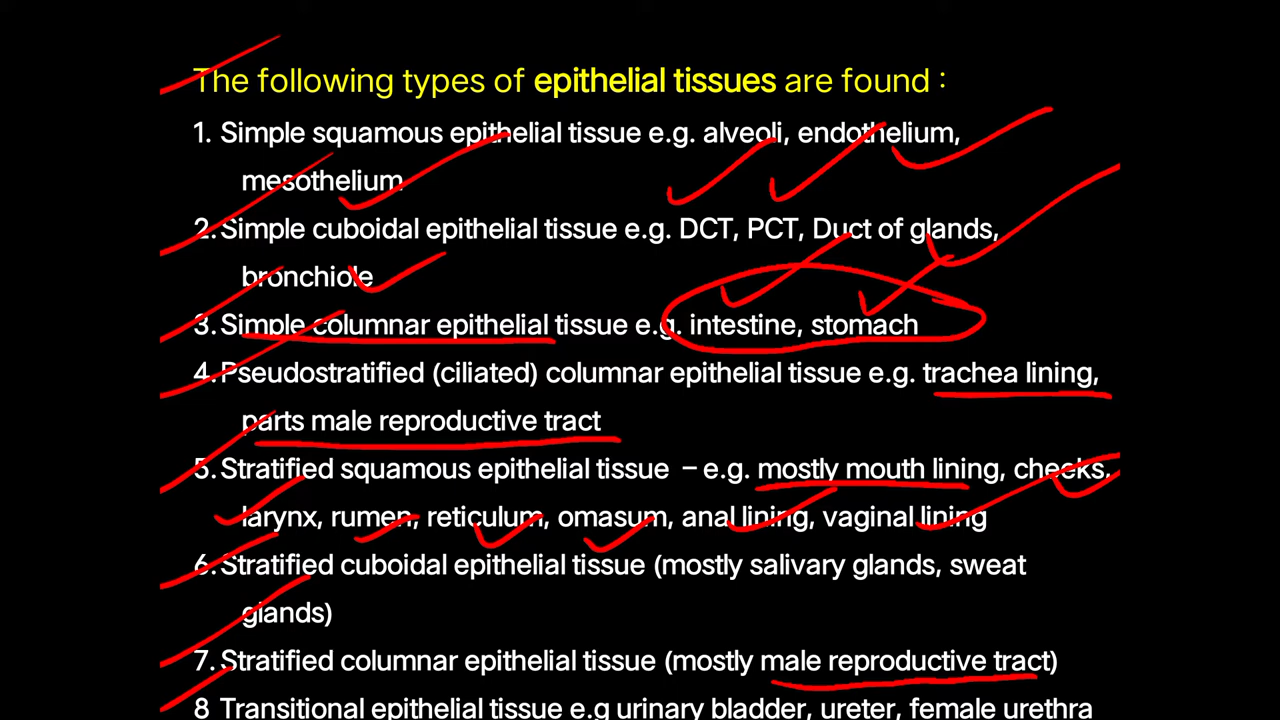 The following types of epithelial tissues are found :
1. Simple squamous epithelial tissue e.g. alveoli, endothelium,
mesothelium
2. Simple cuboidal epithelial tissue e.g. DCT, PCT, Duct of glands,
bronchiole
3. Simple columnar epithelial tissue e.g. intestine, stomach
4. Pseudostratified (ciliated) columnar epithelial tissue e.g. trachea lining,
parts male reproductive tract
5. Stratified squamous epithelial tissue – e.g. mostly mouth lining, cheeks,
larynx, rumen, reticulum, omasum, anal lining, vaginal lining
6. Stratified cuboidal epithelial tissue (mostly salivary glands, sweat
glands)
7. Stratified columnar epithelial tissue (mostly male reproductive tract)
8 Transitional epithelial tissue e.g urinary bladder, ureter, female urethra